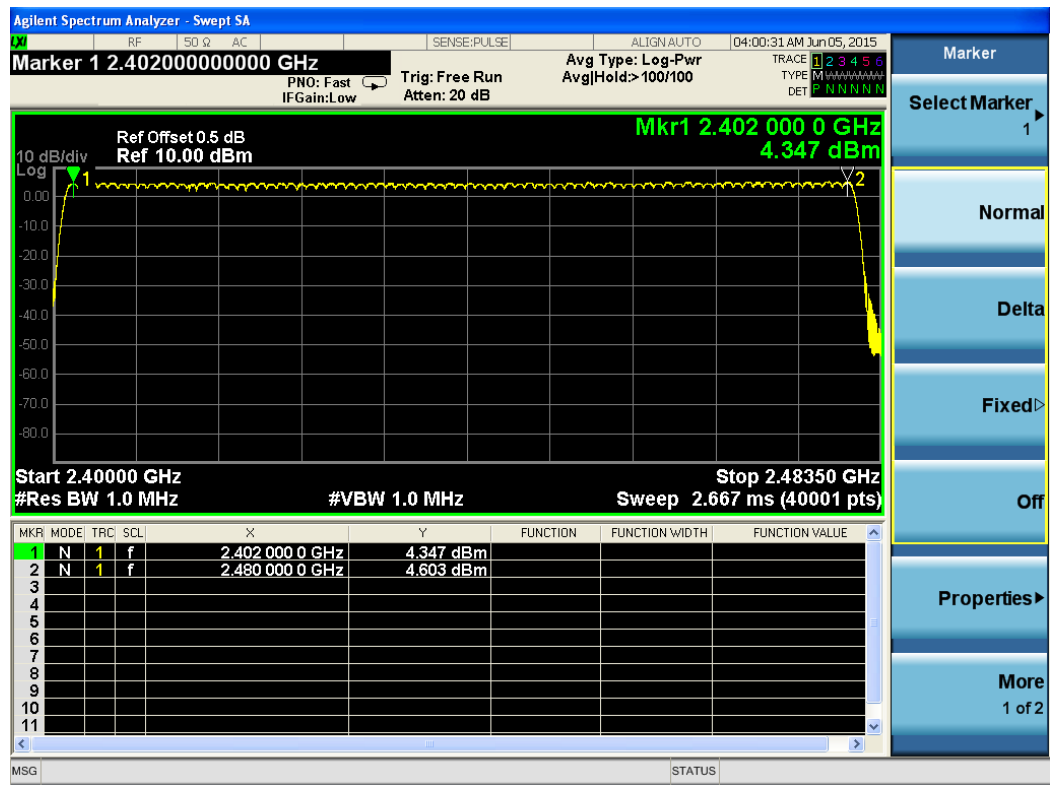 Agilent Spectrum Analyzer - Swept SA
LXI RF 50 Ω AC SENSE:PULSE ALIGN AUTO 04:00:31 AM Jun 05, 2015
Marker 1 2.402000000000 GHz
PNO: Fast
IFGain:Low
Trig: Free Run
Atten: 20 dB
Avg Type: Log-Pwr
Avg|Hold:>100/100
TRACE 1 2 3 4 5 6
TYPE M WWWWW
DET P N N N N N
Mkr1 2.402 000 0 GHz
4.347 dBm
Ref Offset 0.5 dB
10 dB/div Ref 10.00 dBm
Log
1
2
0.00
-10.0
-20.0
-30.0
-40.0
-50.0
-60.0
-70.0
-80.0
Start 2.40000 GHz Stop 2.48350 GHz
#Res BW 1.0 MHz #VBW 1.0 MHz Sweep 2.667 ms (40001 pts)
MKR MODE TRC SCL X Y FUNCTION FUNCTION WIDTH FUNCTION VALUE
1 N 1 f 2.402 000 0 GHz 4.347 dBm
2 N 1 f 2.480 000 0 GHz 4.603 dBm
3
4
5
6
7
8
9
10
11
MSG STATUS
Marker
Select Marker
1
Normal
Delta
Fixed
Off
Properties
More
1 of 2